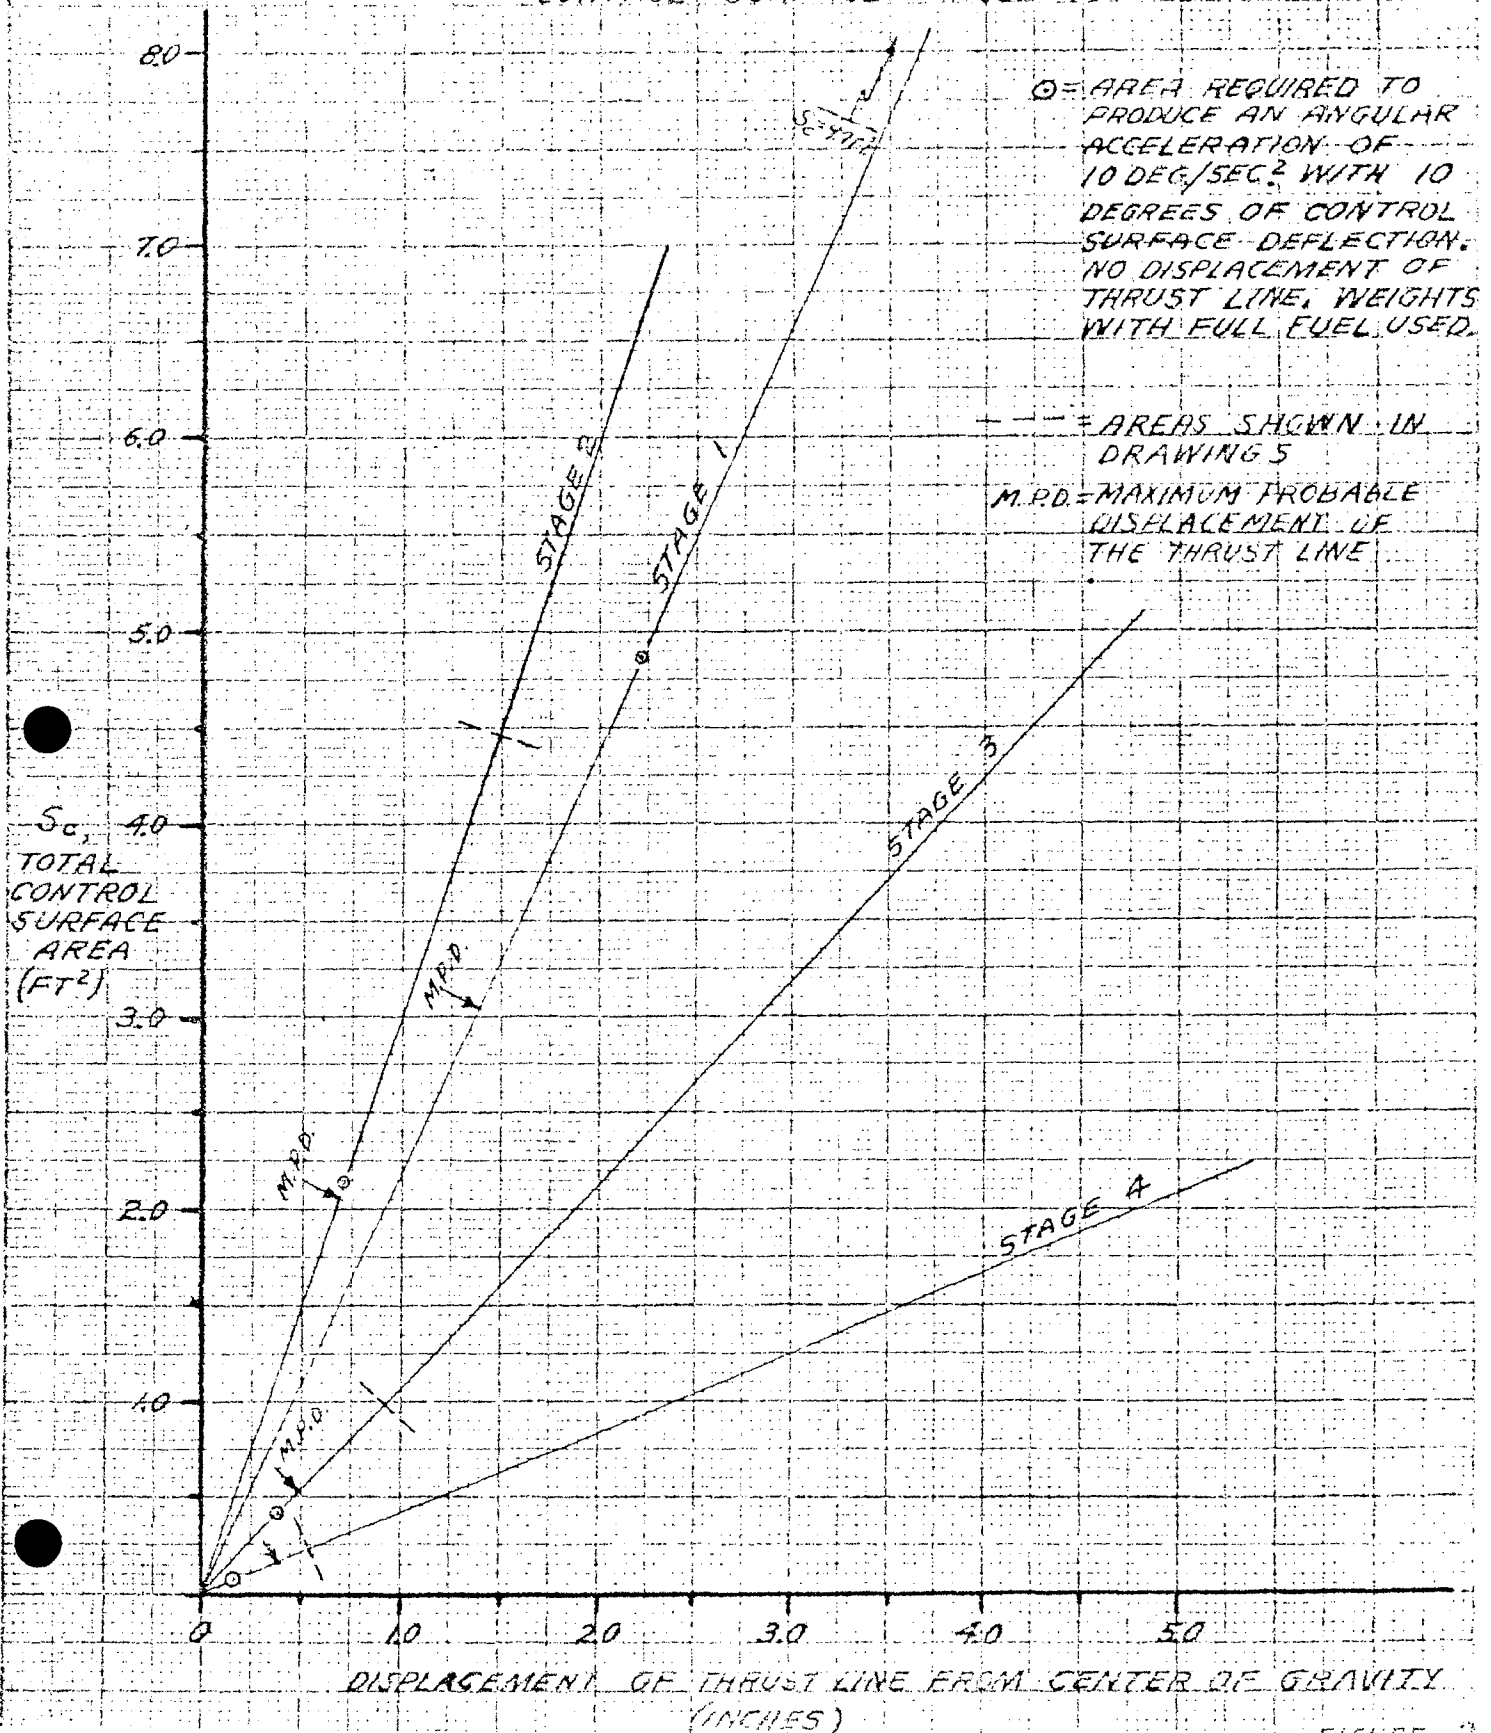 8.0
7.0
6.0
5.0
4.0
3.0
2.0
1.0
Sc,
TOTAL
CONTROL
SURFACE
AREA
(FT²)
⊙ = AREA REQUIRED TO
PRODUCE AN ANGULAR
ACCELERATION OF
10 DEG/SEC² WITH 10
DEGREES OF CONTROL
SURFACE DEFLECTION.
NO DISPLACEMENT OF
THRUST LINE. WEIGHTS
WITH FULL FUEL USED.
— — — = AREAS SHOWN IN
DRAWINGS
M.P.D. = MAXIMUM PROBABLE
DISPLACEMENT OF
THE THRUST LINE
STAGE 2
STAGE 1
STAGE 3
STAGE 4
M.P.D.
M.P.D.
M.P.D.
0 1.0 2.0 3.0 4.0 5.0
DISPLACEMENT OF THRUST LINE FROM CENTER OF GRAVITY
(INCHES)
FIGURE